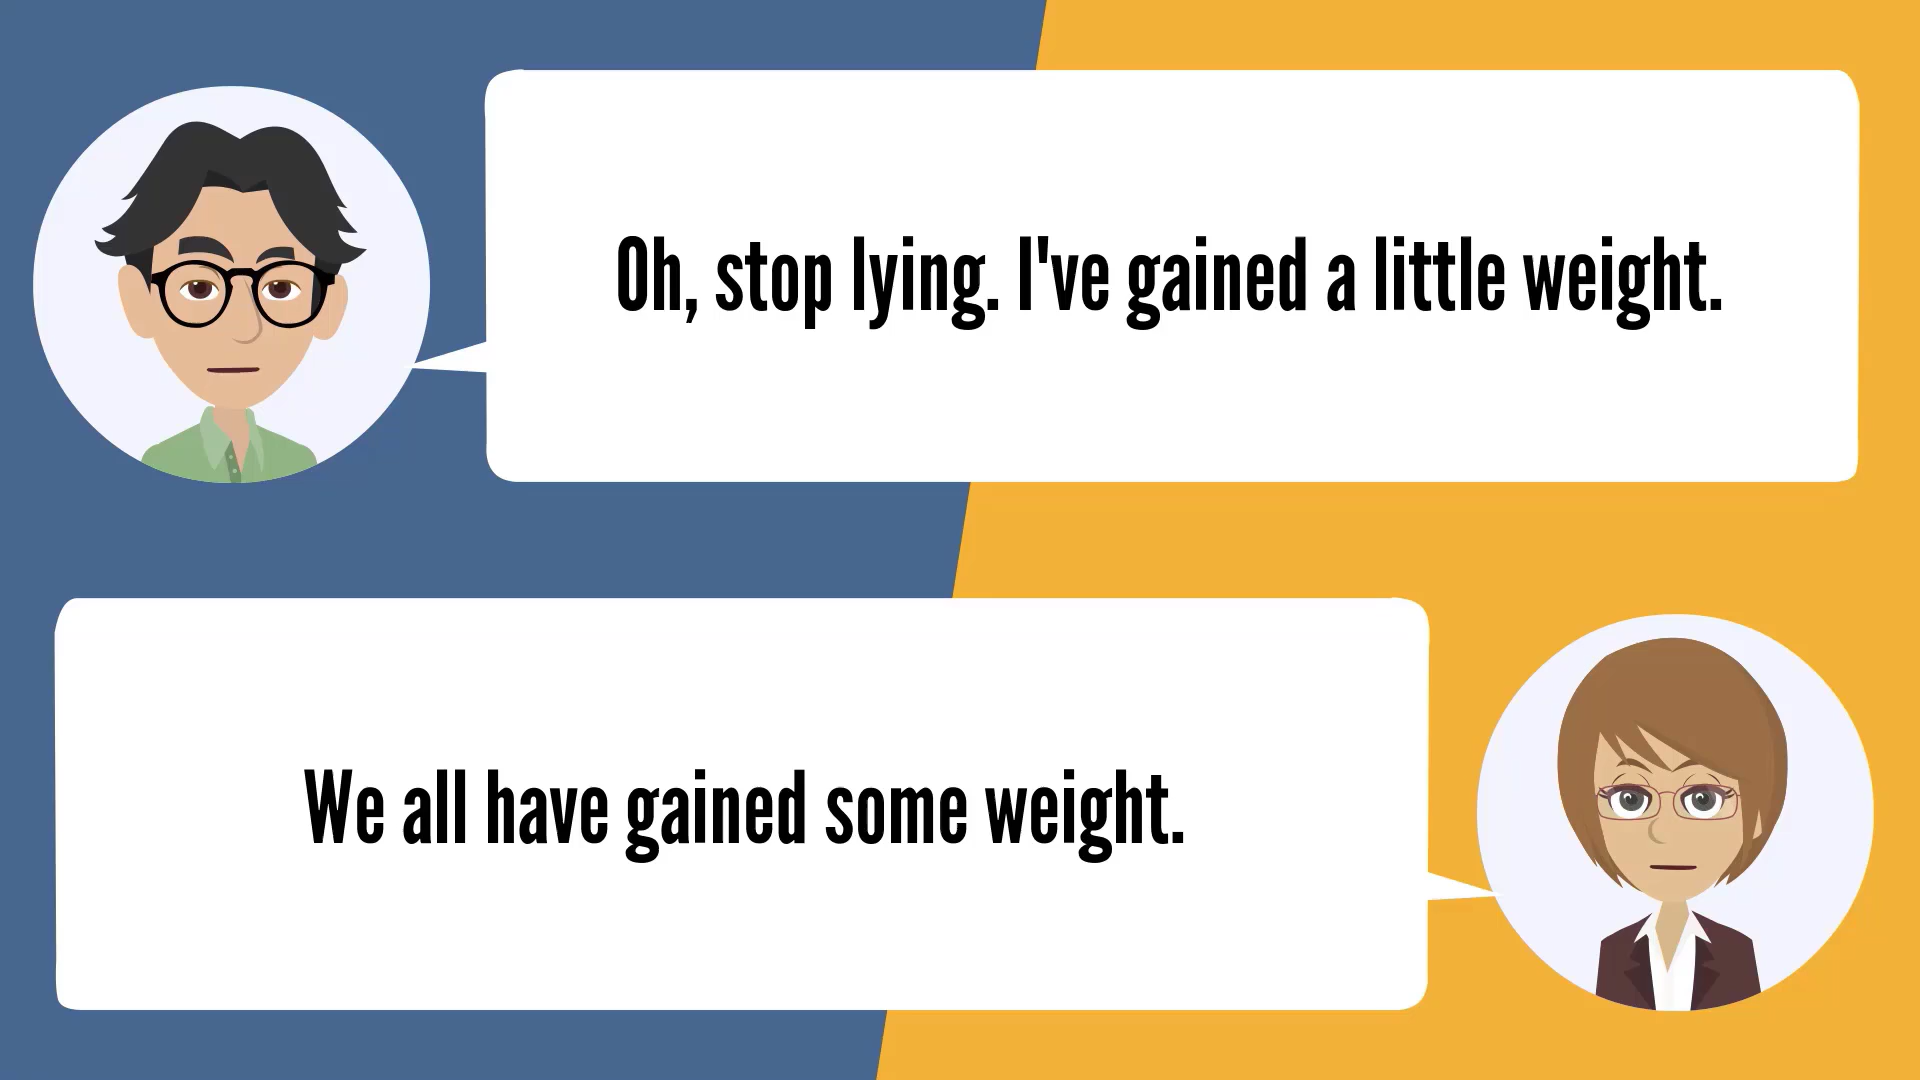 Oh, stop lying. I've gained a little weight.
We all have gained some weight.